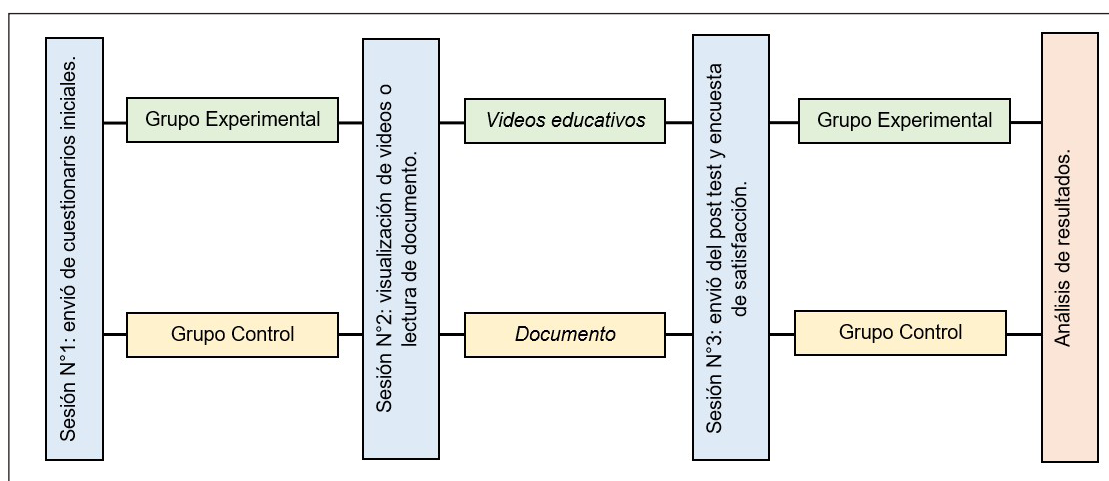 Sesión N°1: envió de cuestionarios iniciales.
Grupo Experimental
Grupo Control
Sesión N°2: visualización de videos o
lectura de documento.
Videos educativos
Documento
Sesión N°3: envió del post test y encuesta
de satisfacción.
Grupo Experimental
Grupo Control
Análisis de resultados.